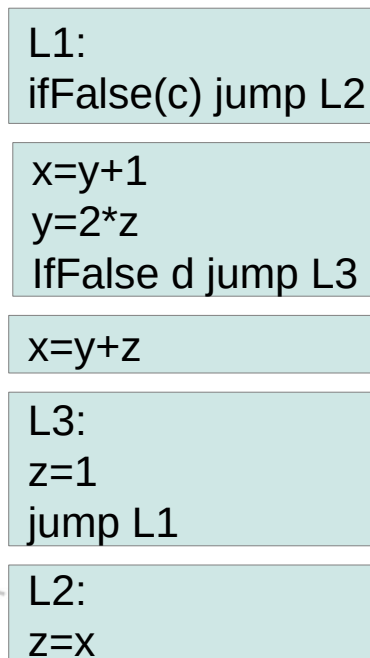 L1:
ifFalse(c) jump L2
x=y+1
y=2*z
IfFalse d jump L3
x=y+z
L3:
z=1
jump L1
L2:
z=x